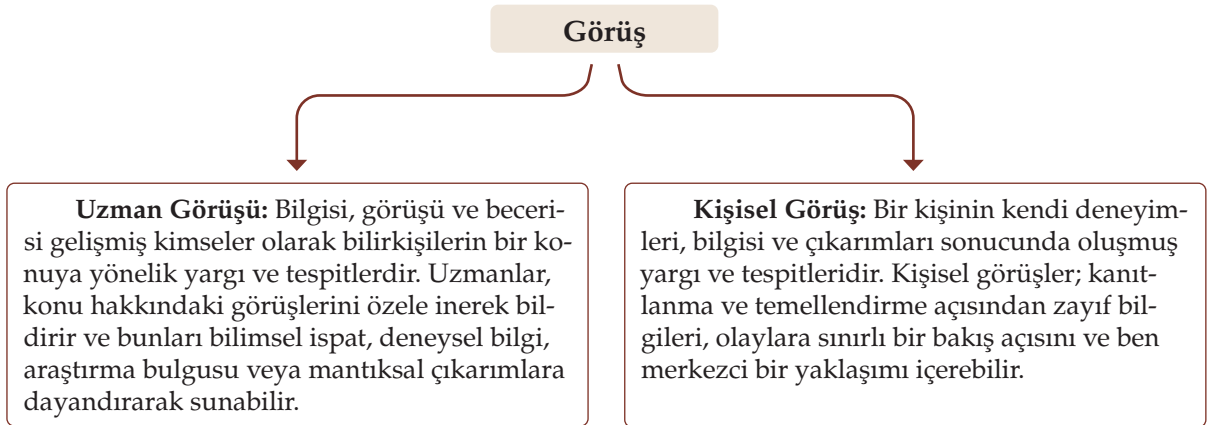 Görüş
Uzman Görüşü: Bilgisi, görüşü ve beceri-
si gelişmiş kimseler olarak bilirkişilerin bir ko-
nuya yönelik yargı ve tespitlerdir. Uzmanlar,
konu hakkındaki görüşlerini özele inerek bil-
dirir ve bunları bilimsel ispat, deneysel bilgi,
araştırma bulgusu veya mantıksal çıkarımlara
dayandırarak sunabilir.
Kişisel Görüş: Bir kişinin kendi deneyim-
leri, bilgisi ve çıkarımları sonucunda oluşmuş
yargı ve tespitleridir. Kişisel görüşler; kanıt-
lanma ve temellendirme açısından zayıf bil-
gileri, olaylara sınırlı bir bakış açısını ve ben
merkezci bir yaklaşımı içerebilir.